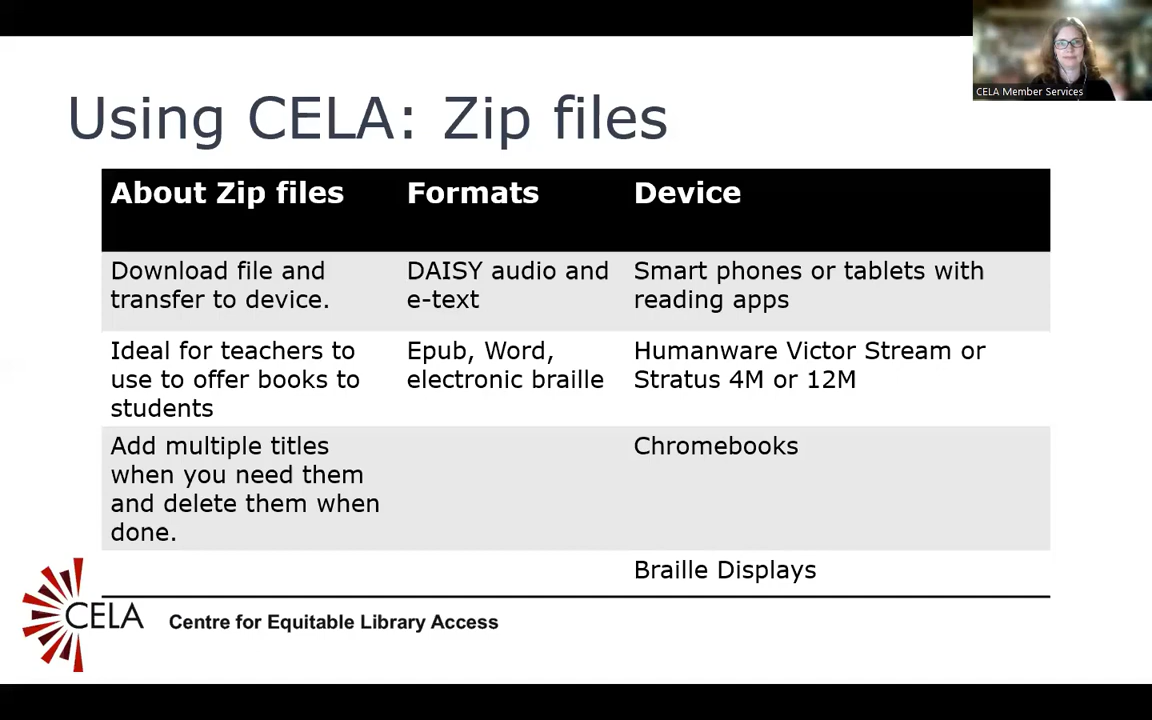 CELA Member Services
Using CELA: Zip files
About Zip files
Formats
Device
Download file and
transfer to device.
DAISY audio and
e-text
Smart phones or tablets with
reading apps
Ideal for teachers to
use to offer books to
students
Epub, Word,
electronic braille
Humanware Victor Stream or
Stratus 4M or 12M
Add multiple titles
when you need them
and delete them when
done.
Chromebooks
Braille Displays
CELA
Centre for Equitable Library Access